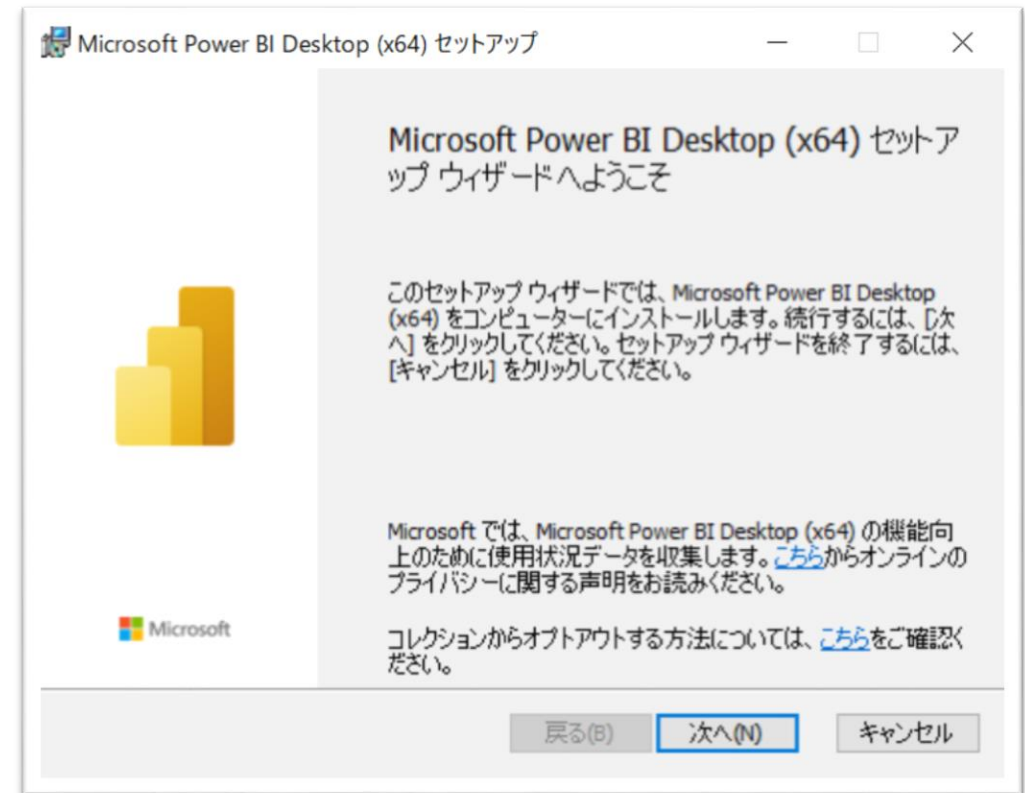 Microsoft Power BI Desktop (x64) セットアップ
Microsoft Power BI Desktop (x64) セットア
ップ ウィザードへようこそ
このセットアップ ウィザードでは、Microsoft Power BI Desktop
(x64) をコンピューターにインストールします。続行するには、[次
へ] をクリックしてください。セットアップ ウィザードを終了するには、
[キャンセル] をクリックしてください。
Microsoft では、Microsoft Power BI Desktop (x64) の機能向
上のために使用状況データを収集します。こちらからオンラインの
プライバシーに関する声明をお読みください。
Microsoft
コレクションからオプトアウトする方法については、こちらをご確認く
ださい。
戻る(B) 次へ(N) キャンセル